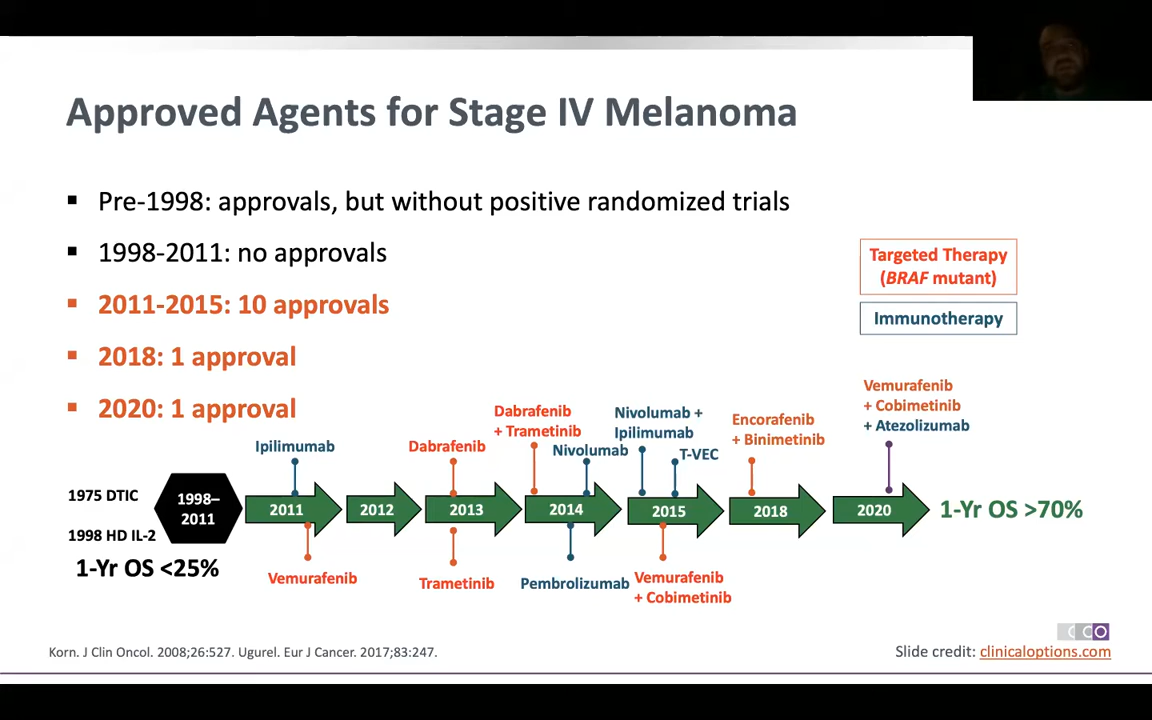 Approved Agents for Stage IV Melanoma
▪ Pre-1998: approvals, but without positive randomized trials
▪ 1998-2011: no approvals
▪ 2011-2015: 10 approvals
▪ 2018: 1 approval
▪ 2020: 1 approval
Targeted Therapy
(BRAF mutant)
Immunotherapy
1975 DTIC
1998 HD IL-2
1-Yr OS <25%
1998–
2011
Ipilimumab
2011
Vemurafenib
2012
Dabrafenib
2013
Trametinib
Dabrafenib
+ Trametinib
Nivolumab
2014
Pembrolizumab
Nivolumab +
Ipilimumab
T-VEC
2015
Vemurafenib
+ Cobimetinib
Encorafenib
+ Binimetinib
2018
Vemurafenib
+ Cobimetinib
+ Atezolizumab
2020
1-Yr OS >70%
Korn. J Clin Oncol. 2008;26:527. Ugurel. Eur J Cancer. 2017;83:247.
CCO
Slide credit: clinicaloptions.com